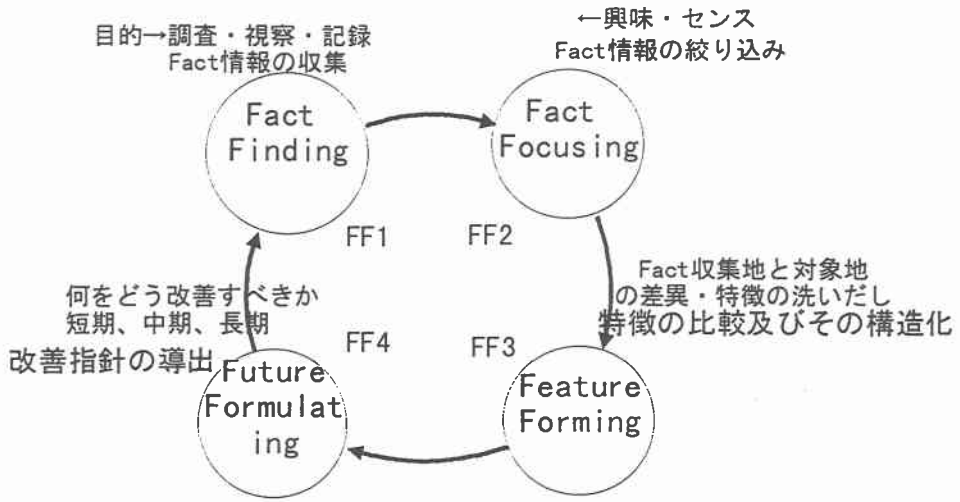 目的→調査・視察・記録
Fact情報の収集
←興味・センス
Fact情報の絞り込み
Fact
Finding
Fact
Focusing
FF1
FF2
Fact収集地と対象地
の差異・特徴の洗いだし
特徴の比較及びその構造化
何をどう改善すべきか
短期、中期、長期
改善指針の導出
FF4
FF3
Future
Formulat
ing
Feature
Forming